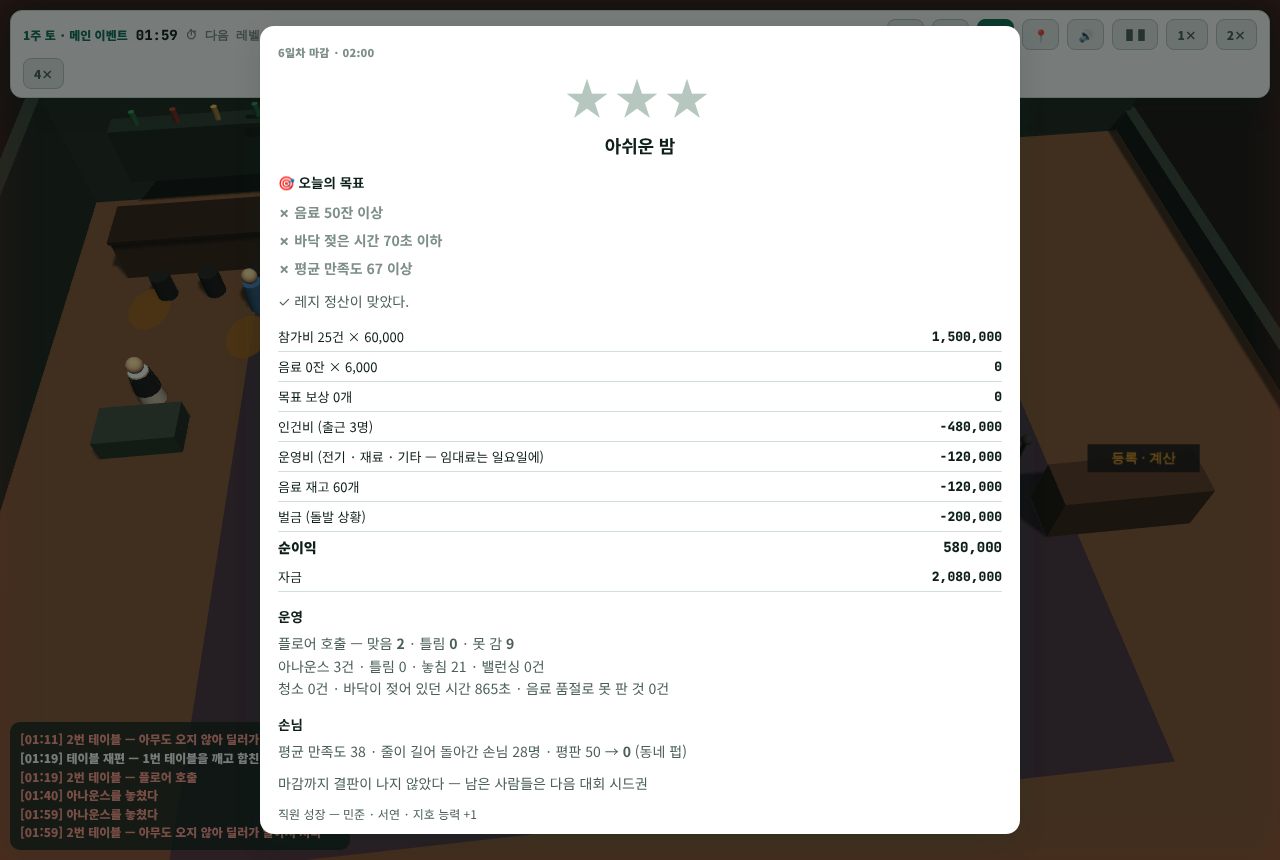 1주 토 · 메인 이벤트 01:59 ⏱ 다음 레벨
1× 2×
4×
6일차 마감 · 02:00
★★★
아쉬운 밤
🎯 오늘의 목표
× 음료 50잔 이상
× 바닥 젖은 시간 70초 이하
× 평균 만족도 67 이상
✓ 레지 정산이 맞았다.
참가비 25건 × 60,000 1,500,000
음료 0잔 × 6,000 0
목표 보상 0개 0
인건비 (출근 3명) -480,000
운영비 (전기 · 재료 · 기타 — 임대료는 일요일에) -120,000
음료 재고 60개 -120,000
벌금 (돌발 상황) -200,000
순이익 580,000
자금 2,080,000
운영
플로어 호출 — 맞음 2 · 틀림 0 · 못 감 9
아나운스 3건 · 틀림 0 · 놓침 21 · 밸런싱 0건
청소 0건 · 바닥이 젖어 있던 시간 865초 · 음료 품절로 못 판 것 0건
손님
평균 만족도 38 · 줄이 길어 돌아간 손님 28명 · 평판 50 → 0 (동네 펍)
마감까지 결판이 나지 않았다 — 남은 사람들은 다음 대회 시드권
직원 성장 — 민준 · 서연 · 지호 능력 +1
등록 · 계산
[01:11] 2번 테이블 — 아무도 오지 않아 딜러가
[01:19] 테이블 재편 — 1번 테이블을 깨고 합친
[01:19] 2번 테이블 — 플로어 호출
[01:40] 아나운스를 놓쳤다
[01:59] 아나운스를 놓쳤다
[01:59] 2번 테이블 — 아무도 오지 않아 딜러가